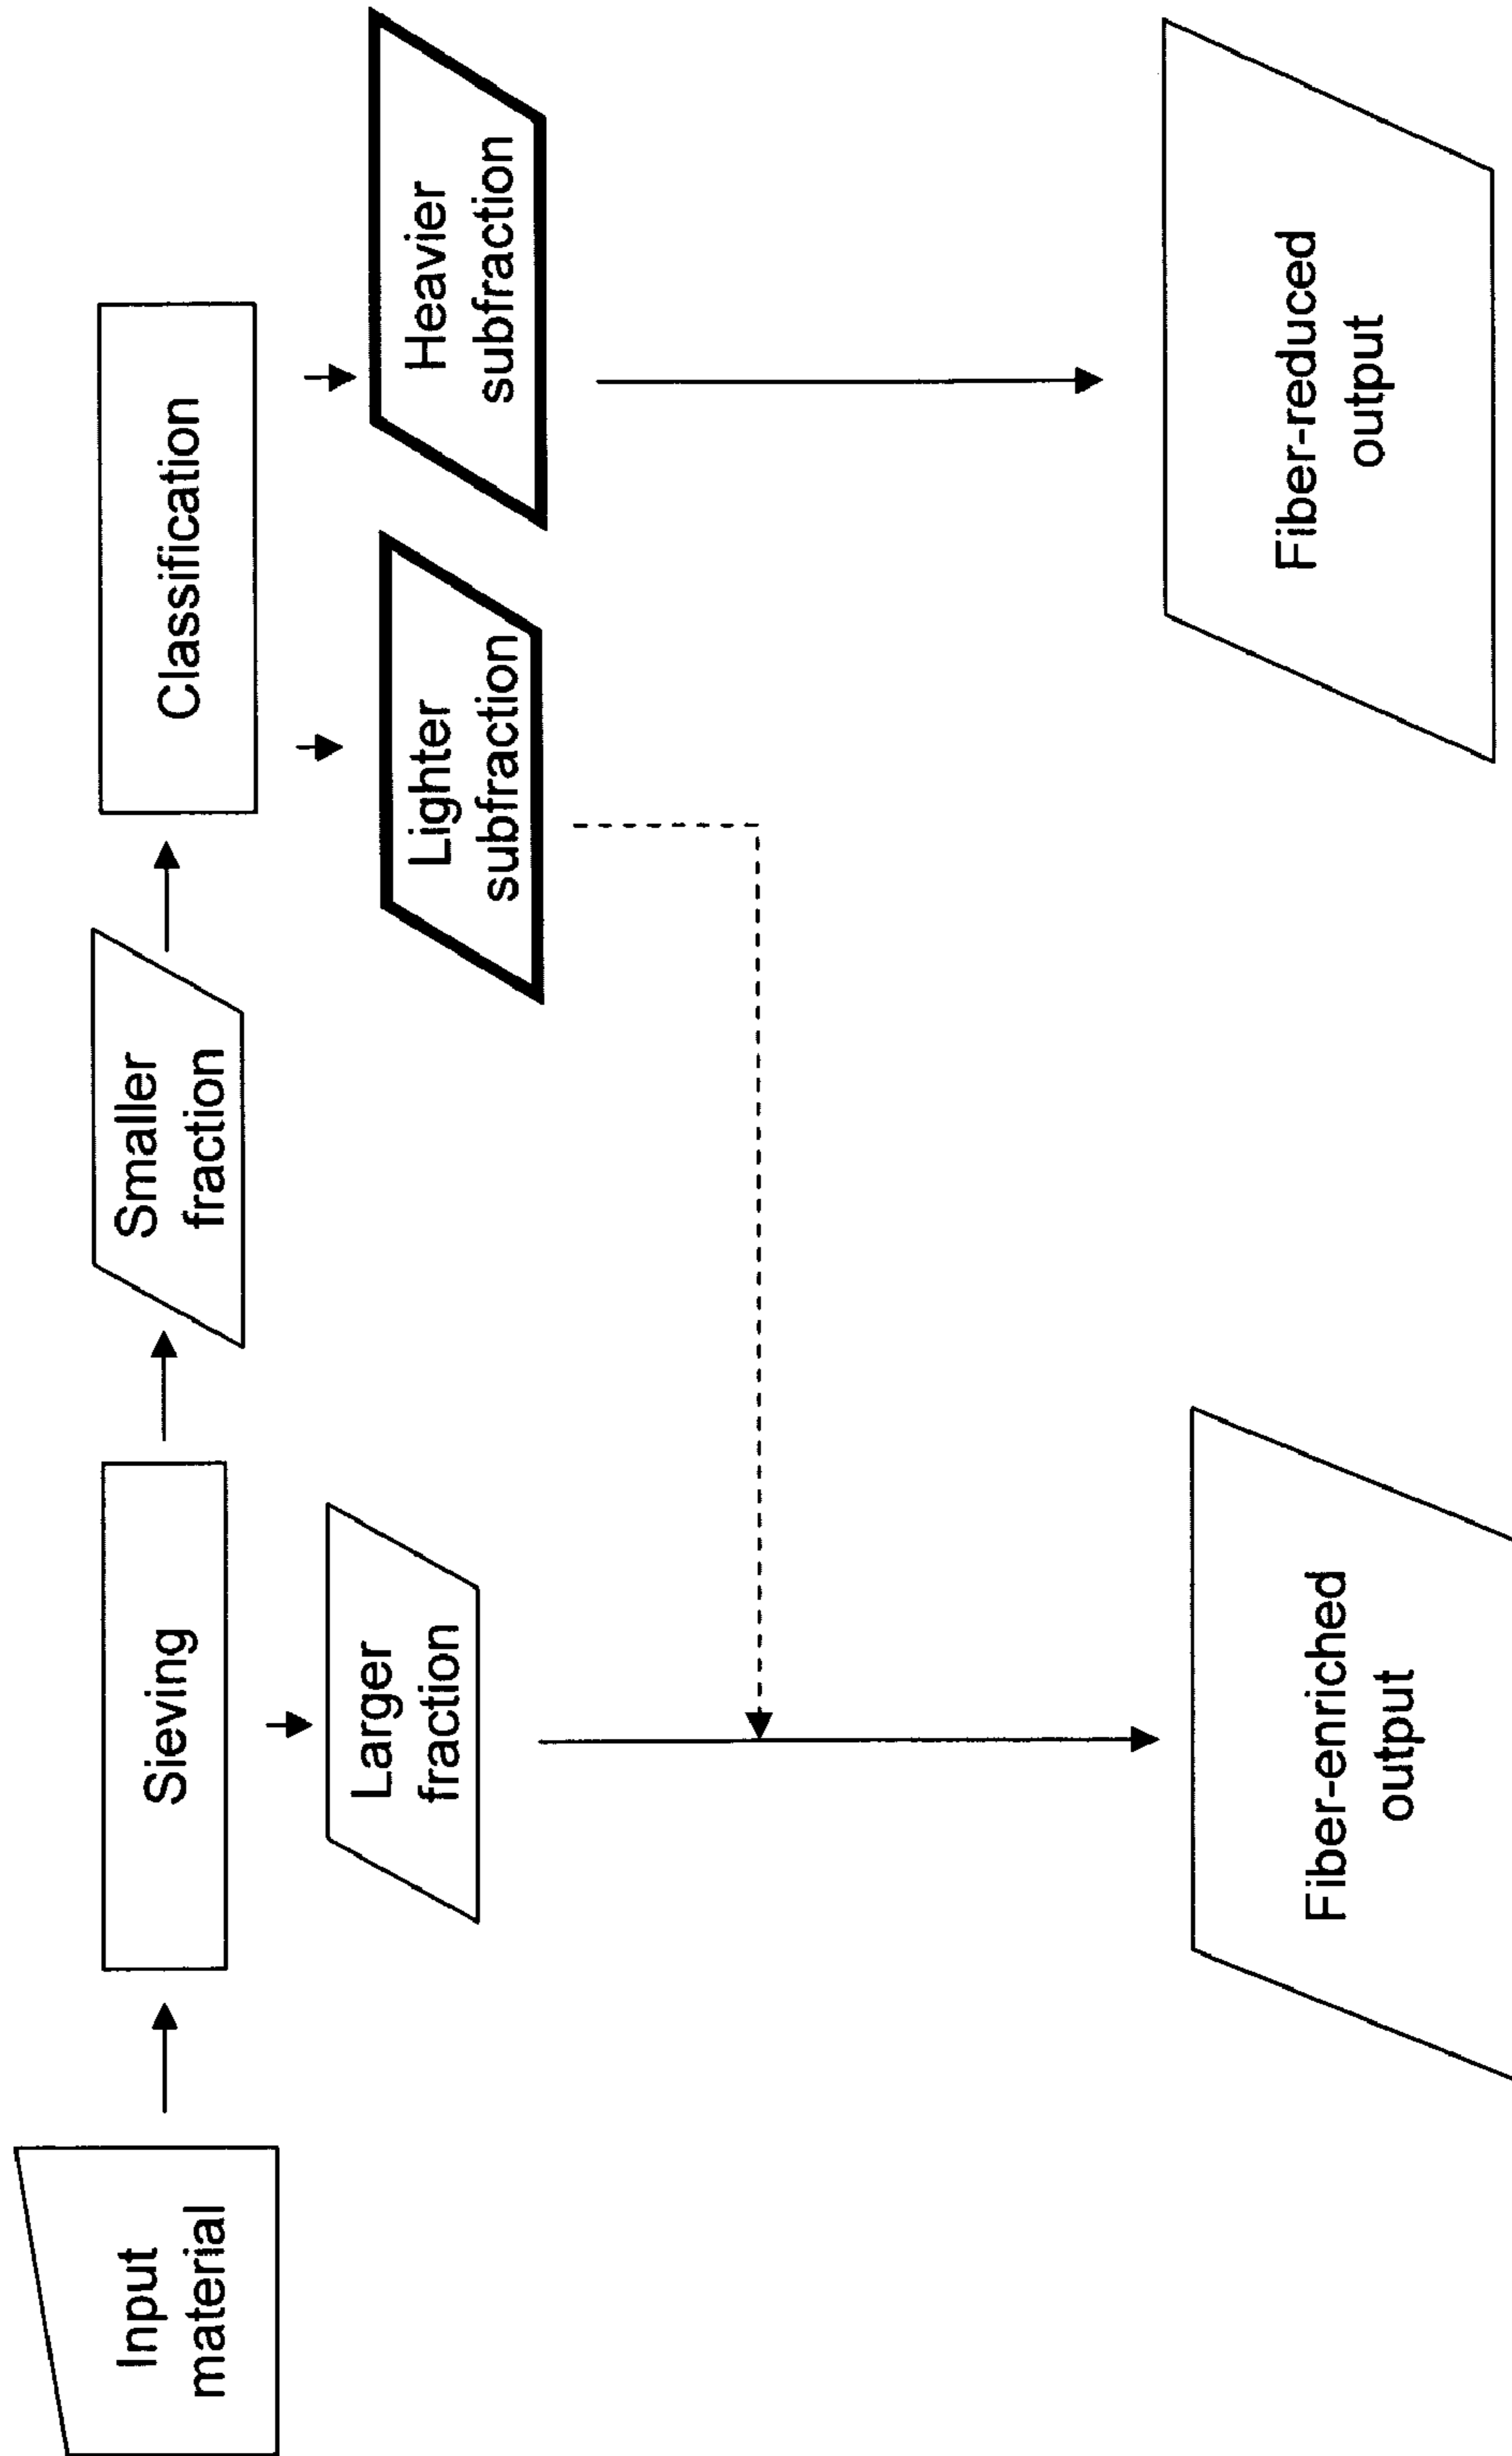 Input
material
Sieving
Smaller
fraction
Classification
Larger
fraction
Lighter
subfraction
Heavier
subfraction
Fiber-enriched
output
Fiber-reduced
output